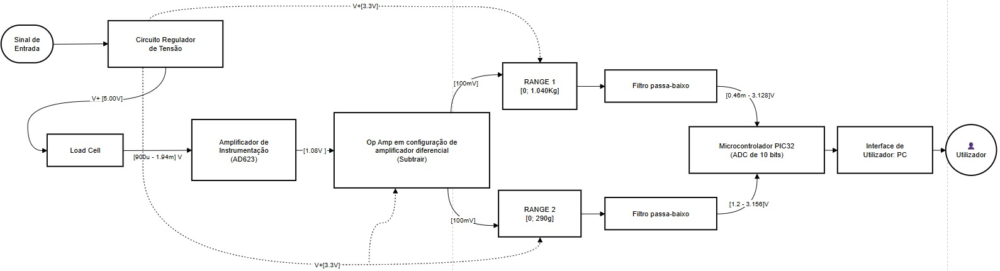 V+[3.3V]
Sinal de
Entrada
Circuito Regulador
de Tensão
V+ [5.00V]
RANGE 1
[0; 1.040Kg]
[100mV]
Filtro passa-baixo
[0.46m - 3.128]V
Load Cell
[900u - 1.94m] V
Amplificador de
Instrumentação
(AD623)
[1.08V ]
Op Amp em configuração de
amplificador diferencial
(Subtrair)
Microcontrolador PIC32
(ADC de 10 bits)
Interface de
Utilizador: PC
Utilizador
[100mV]
RANGE 2
[0; 290g]
Filtro passa-baixo
[1.2 - 3.156]V
V+[3.3V]